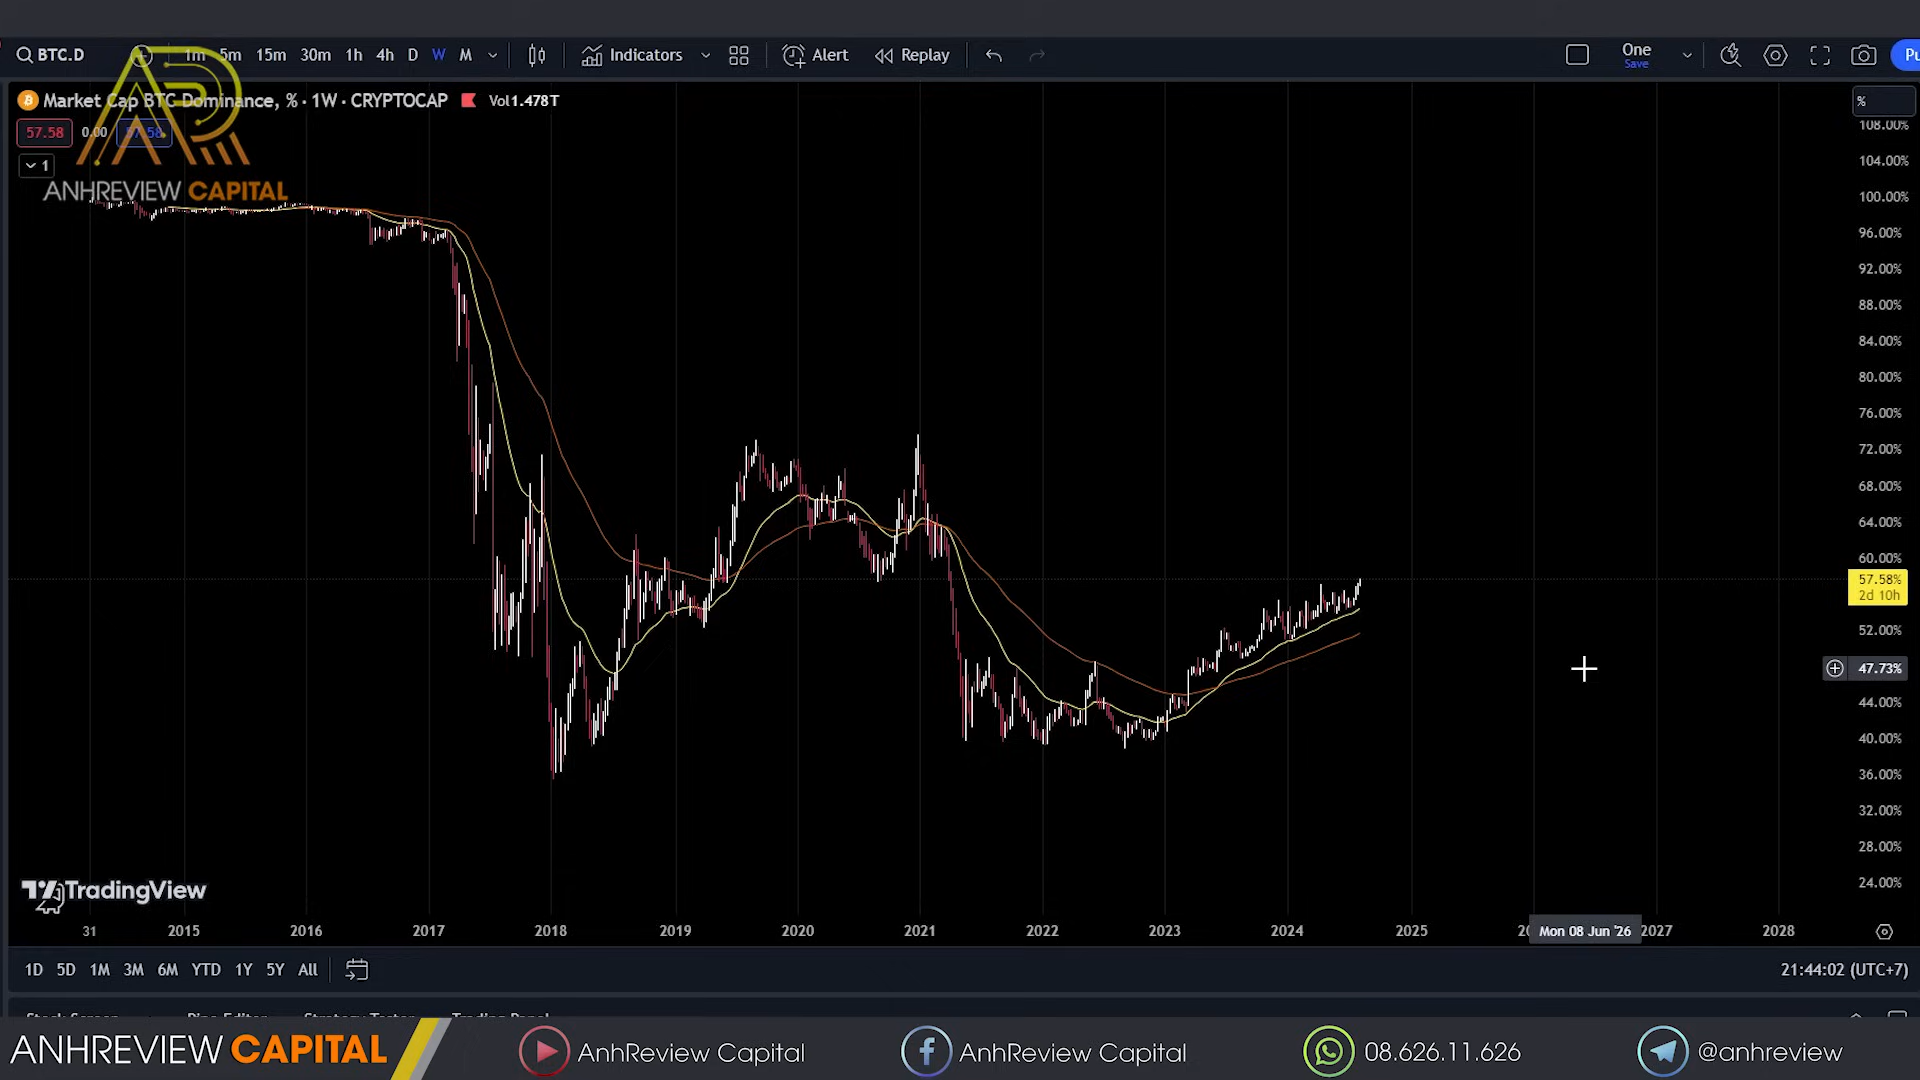 BTC.D 1m 5m 15m 30m 1h 4h D W M Indicators Alert Replay One
Save
Market Cap BTC Dominance, % · 1W · CRYPTOCAP Vol1.478T
57.58 0.00 57.58
1
ANHREVIEW CAPITAL
%
108.00%
104.00%
100.00%
96.00%
92.00%
88.00%
84.00%
80.00%
76.00%
72.00%
68.00%
64.00%
60.00%
57.58%
2d 10h
52.00%
47.73%
44.00%
40.00%
36.00%
32.00%
28.00%
24.00%
TradingView
31 2015 2016 2017 2018 2019 2020 2021 2022 2023 2024 2025 Mon 08 Jun '26 2027 2028
1D 5D 1M 3M 6M YTD 1Y 5Y All 21:44:02 (UTC+7)
ANHREVIEW CAPITAL AnhReview Capital AnhReview Capital 08.626.11.626 @anhreview